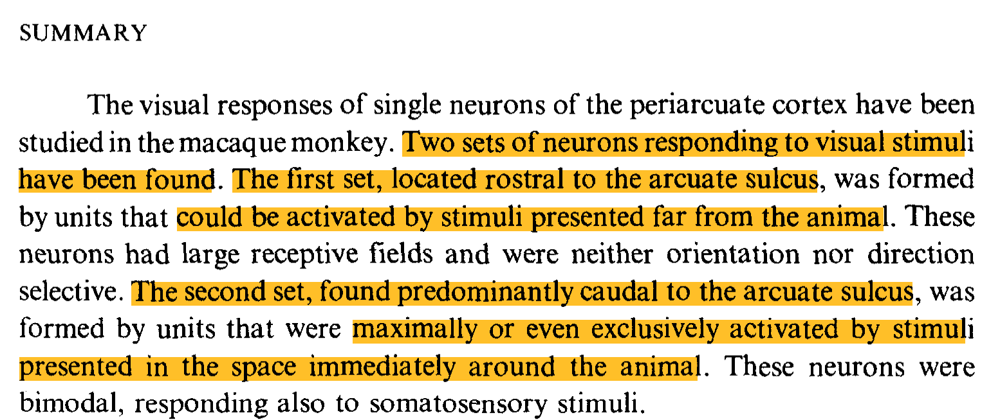 SUMMARY
The visual responses of single neurons of the periarcuate cortex have been
studied in the macaque monkey. Two sets of neurons responding to visual stimuli
have been found. The first set, located rostral to the arcuate sulcus, was formed
by units that could be activated by stimuli presented far from the animal. These
neurons had large receptive fields and were neither orientation nor direction
selective. The second set, found predominantly caudal to the arcuate sulcus, was
formed by units that were maximally or even exclusively activated by stimuli
presented in the space immediately around the animal. These neurons were
bimodal, responding also to somatosensory stimuli.